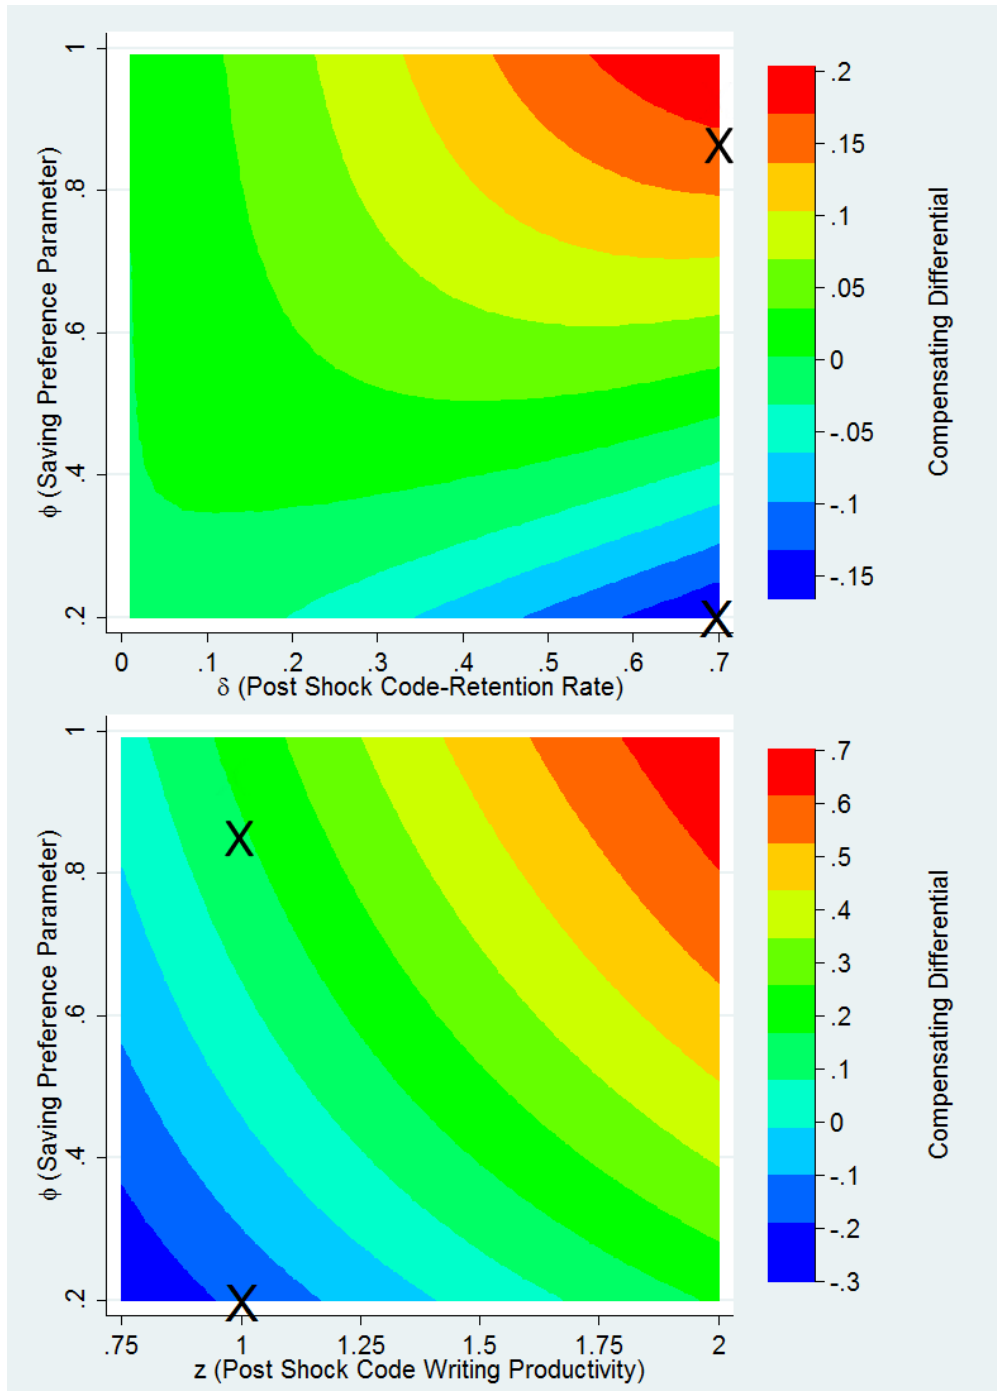 1
.8
.6
.4
.2
φ (Saving Preference Parameter)
0 .1 .2 .3 .4 .5 .6 .7
δ (Post Shock Code-Retention Rate)
X
X
.2
.15
.1
.05
0
-.05
-.1
-.15
Compensating Differential
1
.8
.6
.4
.2
φ (Saving Preference Parameter)
.75 1 1.25 1.5 1.75 2
z (Post Shock Code Writing Productivity)
X
X
.7
.6
.5
.4
.3
.2
.1
0
-.1
-.2
-.3
Compensating Differential